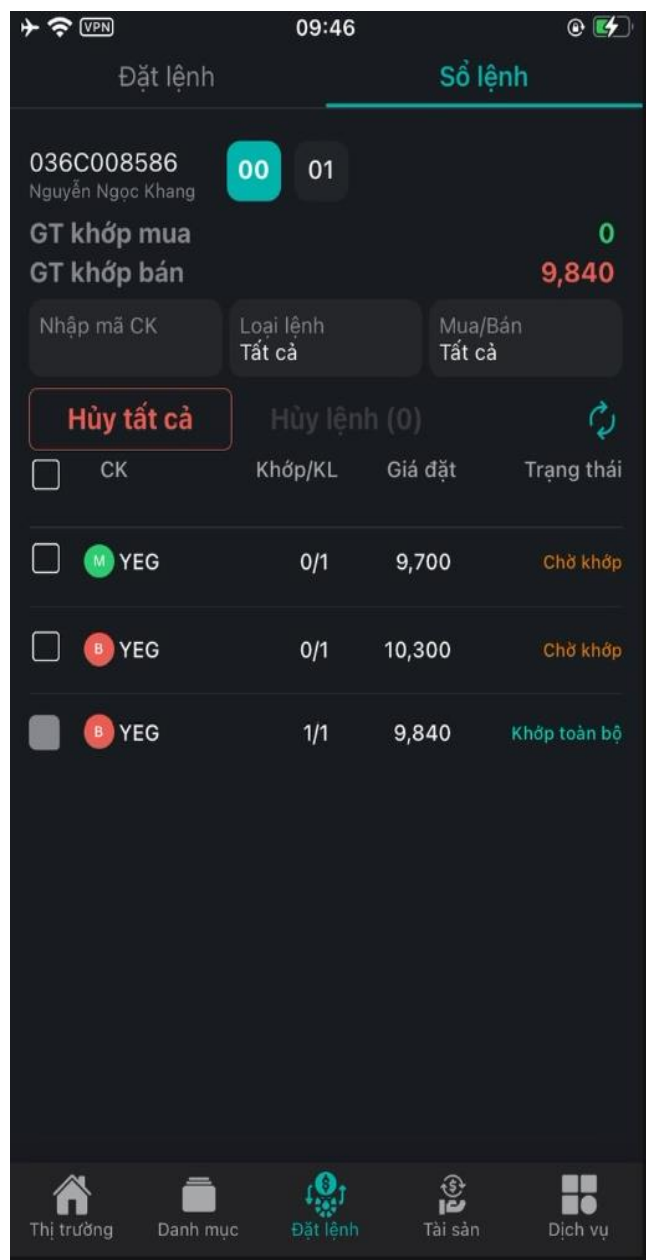 VPN 09:46
Đặt lệnh Sổ lệnh
036C008586 00 01
Nguyễn Ngọc Khang
GT khớp mua 0
GT khớp bán 9,840
Nhập mã CK Loại lệnh Mua/Bán
Tất cả Tất cả
Hủy tất cả Hủy lệnh (0)
CK Khớp/KL Giá đặt Trạng thái
M YEG 0/1 9,700 Chờ khớp
B YEG 0/1 10,300 Chờ khớp
B YEG 1/1 9,840 Khớp toàn bộ
Thị trường Danh mục Đặt lệnh Tài sản Dịch vụ